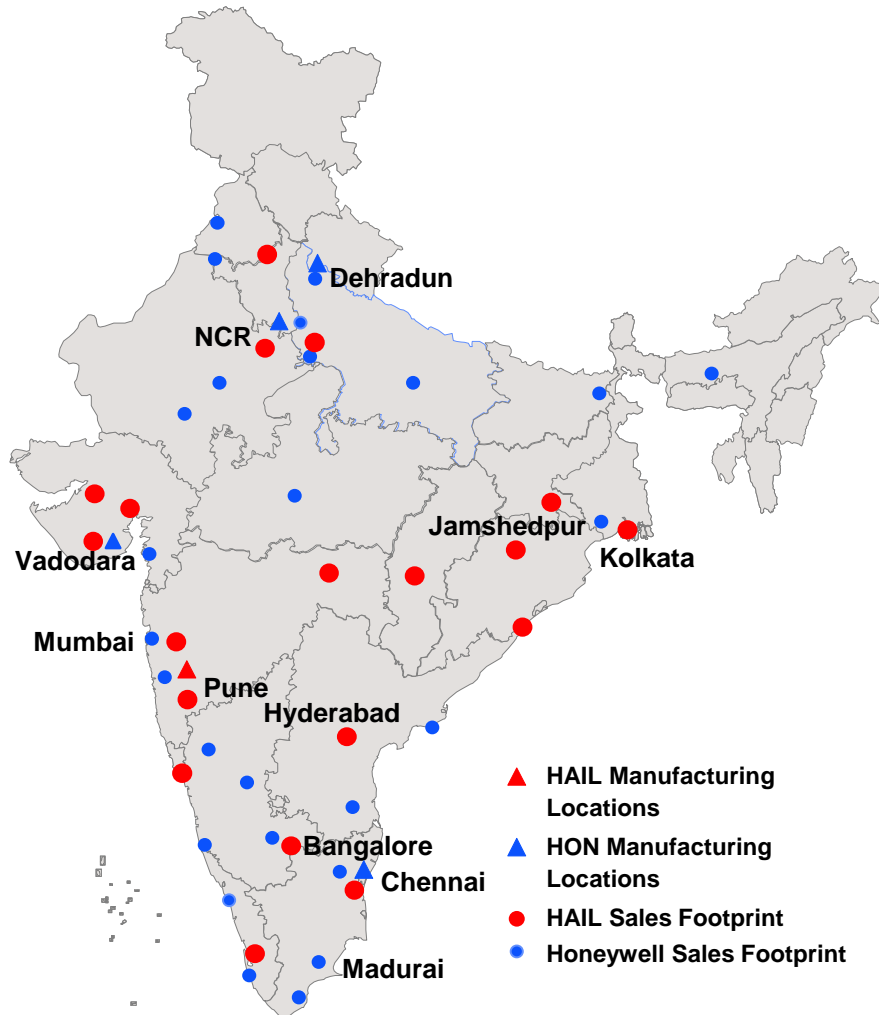 Dehradun
NCR
Jamshedpur
Kolkata
Vadodara
Mumbai
Pune
Hyderabad
Bangalore
Chennai
Madurai
HAIL Manufacturing
Locations
HON Manufacturing
Locations
HAIL Sales Footprint
Honeywell Sales Footprint